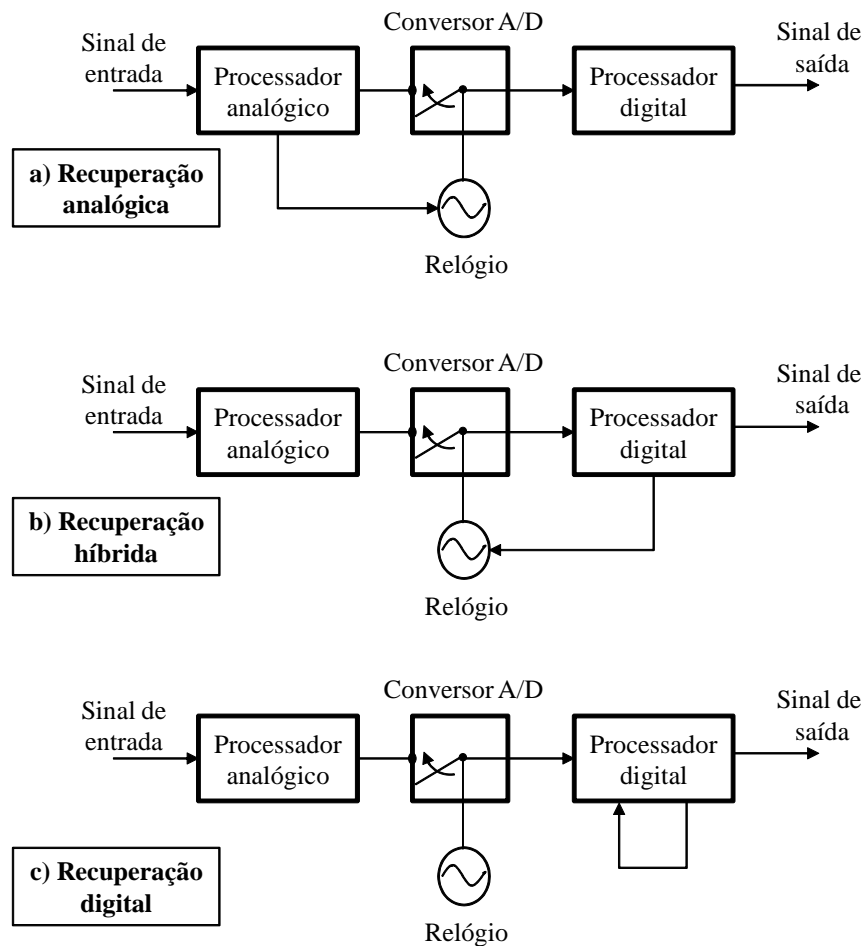 Conversor A/D
Sinal de
entrada
Processador
analógico
Processador
digital
Sinal de
saída
a) Recuperação
analógica
Relógio
Conversor A/D
Sinal de
entrada
Processador
analógico
Processador
digital
Sinal de
saída
b) Recuperação
híbrida
Relógio
Conversor A/D
Sinal de
entrada
Processador
analógico
Processador
digital
Sinal de
saída
c) Recuperação
digital
Relógio